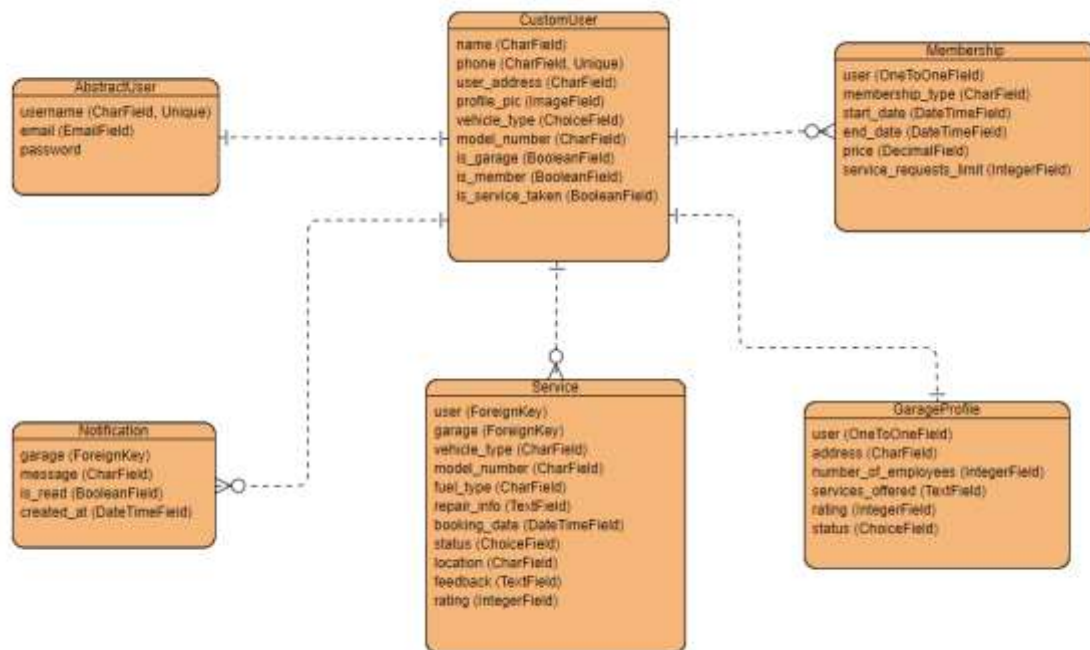 CustomUser
name (CharField)
phone (CharField, Unique)
user_address (CharField)
profile_pic (ImageField)
vehicle_type (ChoiceField)
model_number (CharField)
is_garage (BooleanField)
is_member (BooleanField)
is_service_taken (BooleanField)
AbstractUser
username (CharField, Unique)
email (EmailField)
password
Membership
user (OneToOneField)
membership_type (CharField)
start_date (DateTimeField)
end_date (DateTimeField)
price (DecimalField)
service_requests_limit (IntegerField)
Notification
garage (ForeignKey)
message (CharField)
is_read (BooleanField)
created_at (DateTimeField)
Service
user (ForeignKey)
garage (ForeignKey)
vehicle_type (CharField)
model_number (CharField)
fuel_type (CharField)
repair_info (TextField)
booking_date (DateTimeField)
status (ChoiceField)
location (CharField)
feedback (TextField)
rating (IntegerField)
GarageProfile
user (OneToOneField)
address (CharField)
number_of_employees (IntegerField)
services_offered (TextField)
rating (IntegerField)
status (ChoiceField)